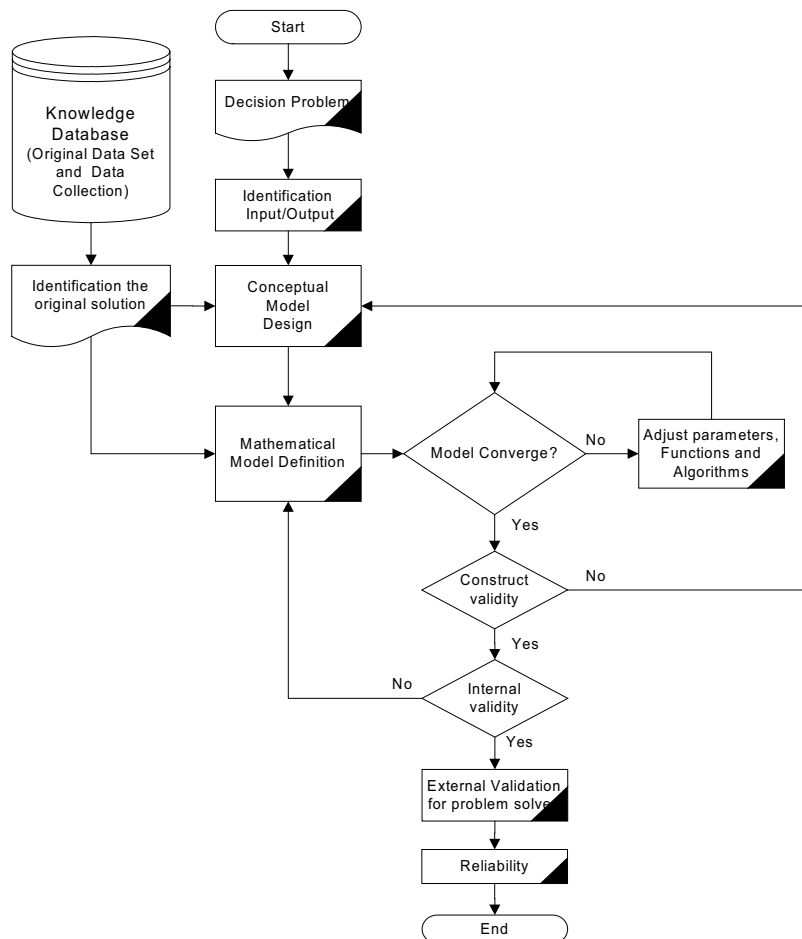 Start
Knowledge
Database
(Original Data Set
and Data
Collection)
Decision Problem
Identification
Input/Output
Identification the
original solution
Conceptual
Model
Design
Mathematical
Model Definition
Model Converge?
No
Adjust parameters,
Functions and
Algorithms
Yes
Construct
validity
No
Yes
Internal
validity
No
Yes
External Validation
for problem solve
Reliability
End